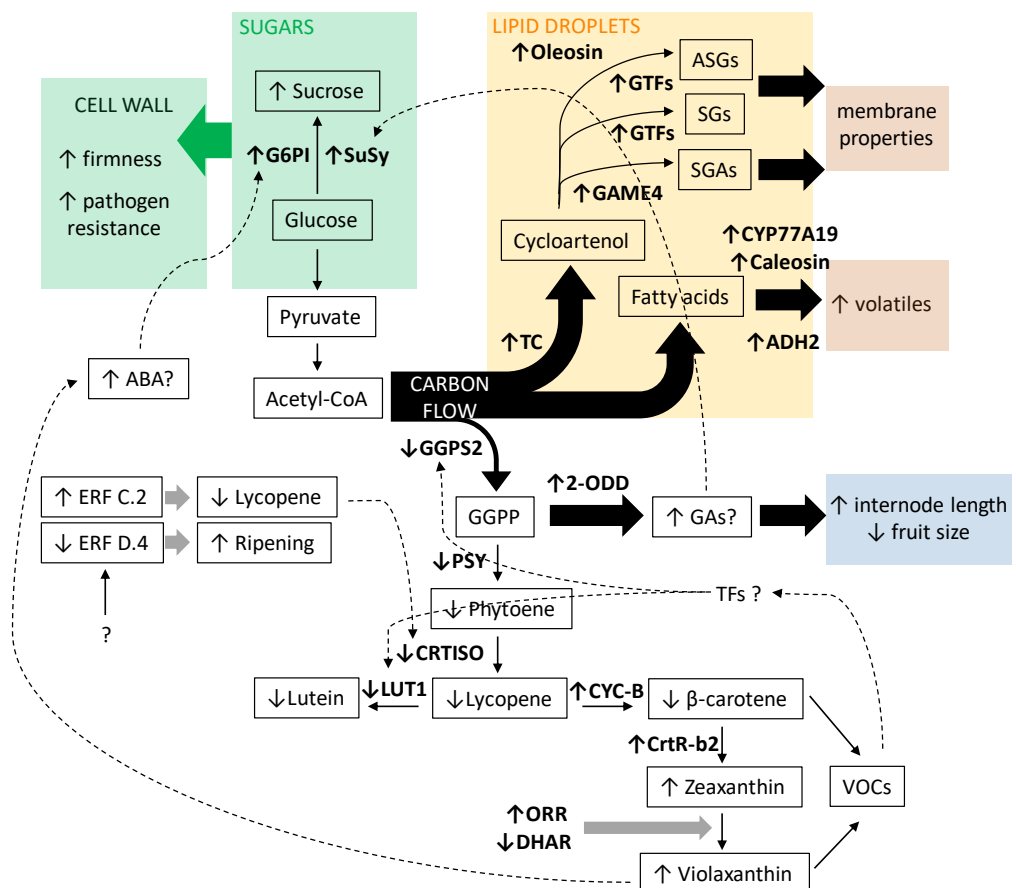 SUGARS
LIPID DROPLETS
CELL WALL
↑ firmness
↑ pathogen
resistance
↑ Sucrose
↑G6PI
↑SuSy
Glucose
Pyruvate
Acetyl-CoA
↑Oleosin
↑GTFs
ASGs
↑GTFs
SGs
↑GAME4
SGAs
membrane
properties
Cycloartenol
↑CYP77A19
↑Caleosin
Fatty acids
↑ volatiles
↑TC
↑ADH2
↑ ABA?
CARBON
FLOW
↓GGPS2
↑ ERF C.2
↓ Lycopene
↓ ERF D.4
↑ Ripening
?
GGPP
↑2-ODD
↑ GAs?
↑ internode length
↓ fruit size
↓PSY
↓ Phytoene
TFs ?
↓CRTISO
↓Lutein
↓LUT1
↓Lycopene
↑CYC-B
↓ β-carotene
↑CrtR-b2
↑ Zeaxanthin
VOCs
↑ORR
↓DHAR
↑ Violaxanthin